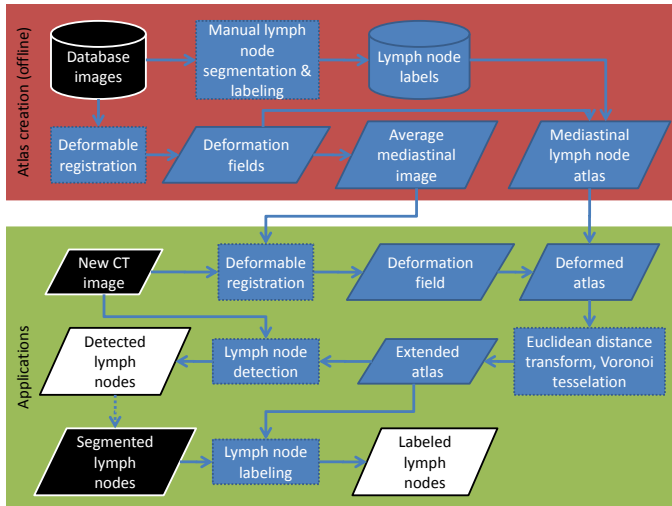 Atlas creation (offline)
Database
images
Manual lymph
node
segmentation &
labeling
Lymph node
labels
Deformable
registration
Deformation
fields
Average
mediastinal
image
Mediastinal
lymph node
atlas
Applications
New CT
image
Deformable
registration
Deformation
field
Deformed
atlas
Detected
lymph
nodes
Lymph node
detection
Extended
atlas
Euclidean distance
transform, Voronoi
tesselation
Segmented
lymph
nodes
Lymph node
labeling
Labeled
lymph
nodes